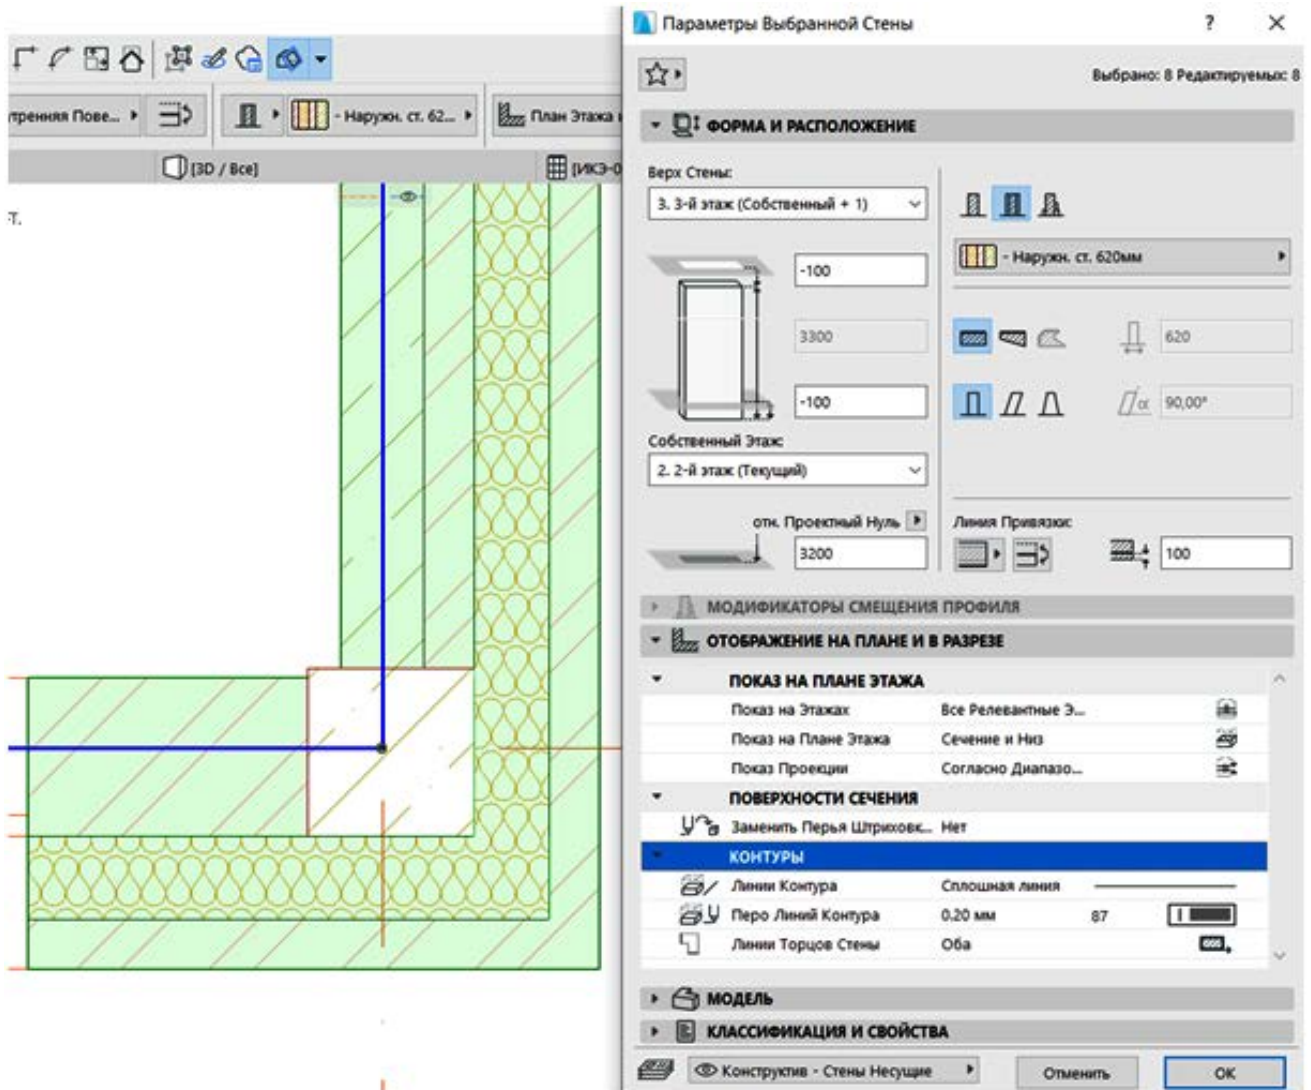 Параметры Выбранной Стены
?
Выбрано: 8 Редактируемых: 8
тренняя Пове...
- Наружн. ст. 62...
План Этажа
[3D / Все]
[ИКЭ-0
т.
ФОРМА И РАСПОЛОЖЕНИЕ
Верх Стены:
3. 3-й этаж (Собственный + 1)
- Наружн. ст. 620мм
-100
3300
620
-100
α 90,00°
Собственный Этаж:
2. 2-й этаж (Текущий)
отн. Проектный Нуль
Линия Привязки:
3200
100
МОДИФИКАТОРЫ СМЕЩЕНИЯ ПРОФИЛЯ
ОТОБРАЖЕНИЕ НА ПЛАНЕ И В РАЗРЕЗЕ
ПОКАЗ НА ПЛАНЕ ЭТАЖА
Показ на Этажах Все Релевантные Э...
Показ на Плане Этажа Сечение и Низ
Показ Проекции Согласно Диапазо...
ПОВЕРХНОСТИ СЕЧЕНИЯ
Заменить Перья Штриховк... Нет
КОНТУРЫ
Линии Контура Сплошная линия
Перо Линий Контура 0.20 мм 87
Линии Торцов Стены Оба
МОДЕЛЬ
КЛАССИФИКАЦИЯ И СВОЙСТВА
Конструктив - Стены Несущие
Отменить
ОК